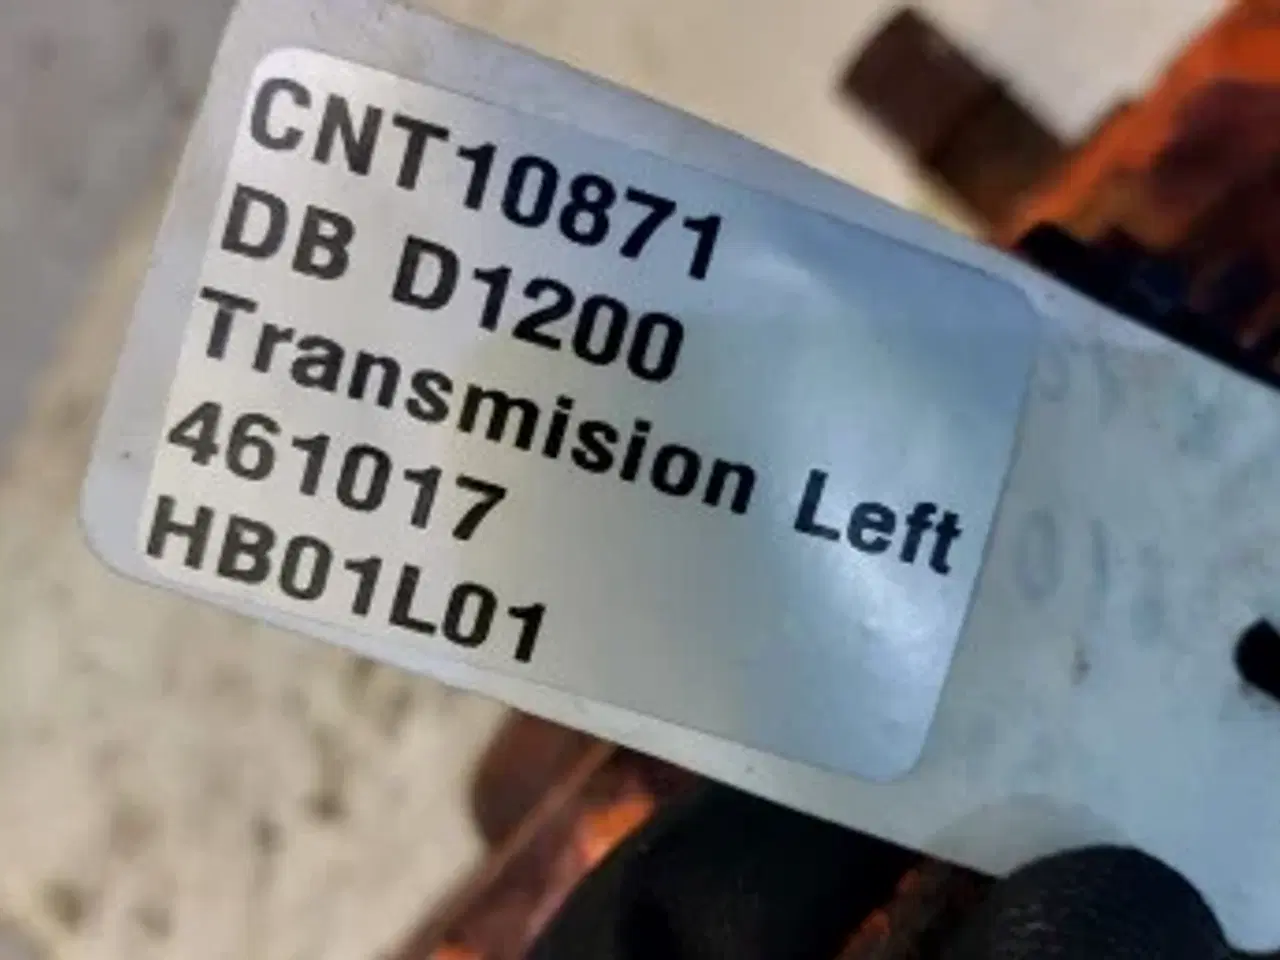 CNT10871
DB D1200
Transmision Left
461017
HB01L01